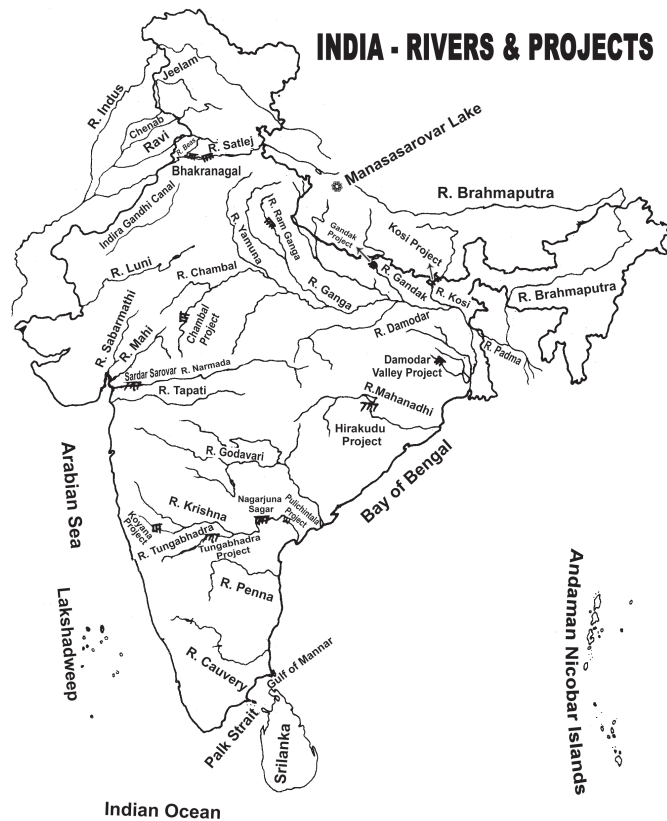 INDIA - RIVERS & PROJECTS
Jeelam
R. Indus
Chenab
Ravi
R. Beas
R. Satlej
Bhakranagal
Manasasarovar Lake
Indira Gandhi Canal
R. Yamuna
R. Ram Ganga
R. Brahmaputra
Gandak
Project
Kosi Project
R. Luni
R. Chambal
R. Ganga
R. Gandak
R. Kosi
R. Brahmaputra
R. Sabarmathi
R. Mahi
Chambal
Project
R. Damodar
R. Padma
Damodar
Valley Project
Sardar Sarovar
R. Narmada
R. Tapati
R.Mahanadhi
Hirakudu
Project
R. Godavari
Bay of Bengal
Arabian Sea
R. Krishna
Nagarjuna
Sagar
Pulichintala
Project
Koyana
Project
R. Tungabhadra
Tungabhadra
Project
R. Penna
Lakshadweep
Andaman Nicobar Islands
R. Cauvery
Gulf of Mannar
Palk Strait
Srilanka
Indian Ocean